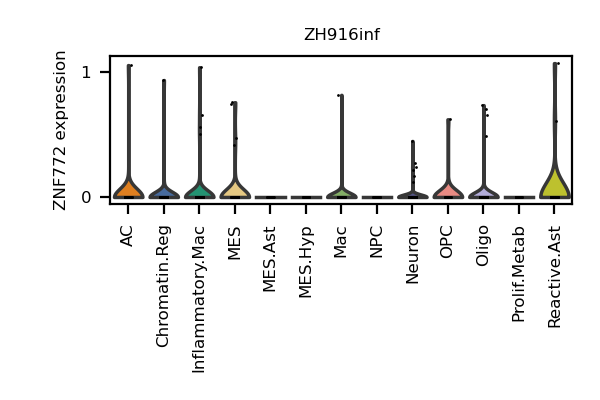 ZH916inf
ZNF772 expression
1
0
AC
Chromatin.Reg
Inflammatory.Mac
MES
MES.Ast
MES.Hyp
Mac
NPC
Neuron
OPC
Oligo
Prolif.Metab
Reactive.Ast